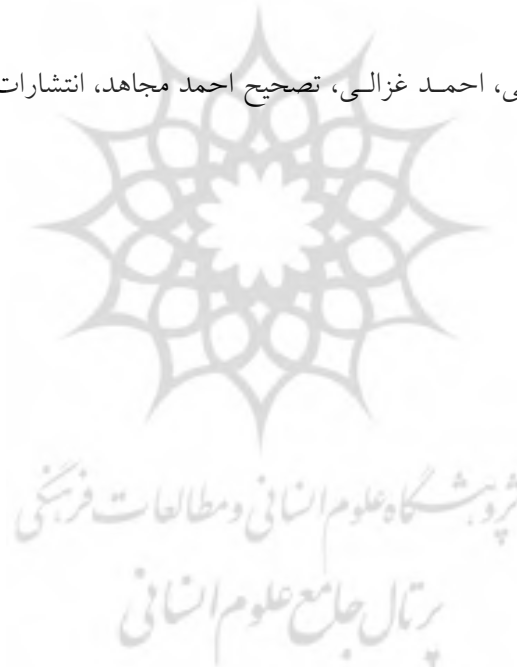 ی، احمـد غزالـی، تصحیح احمد مجاهد، انتشارات
پژوهشگاه علوم انسانی و مطالعات فرهنگی
پرتال جامع علوم انسانی